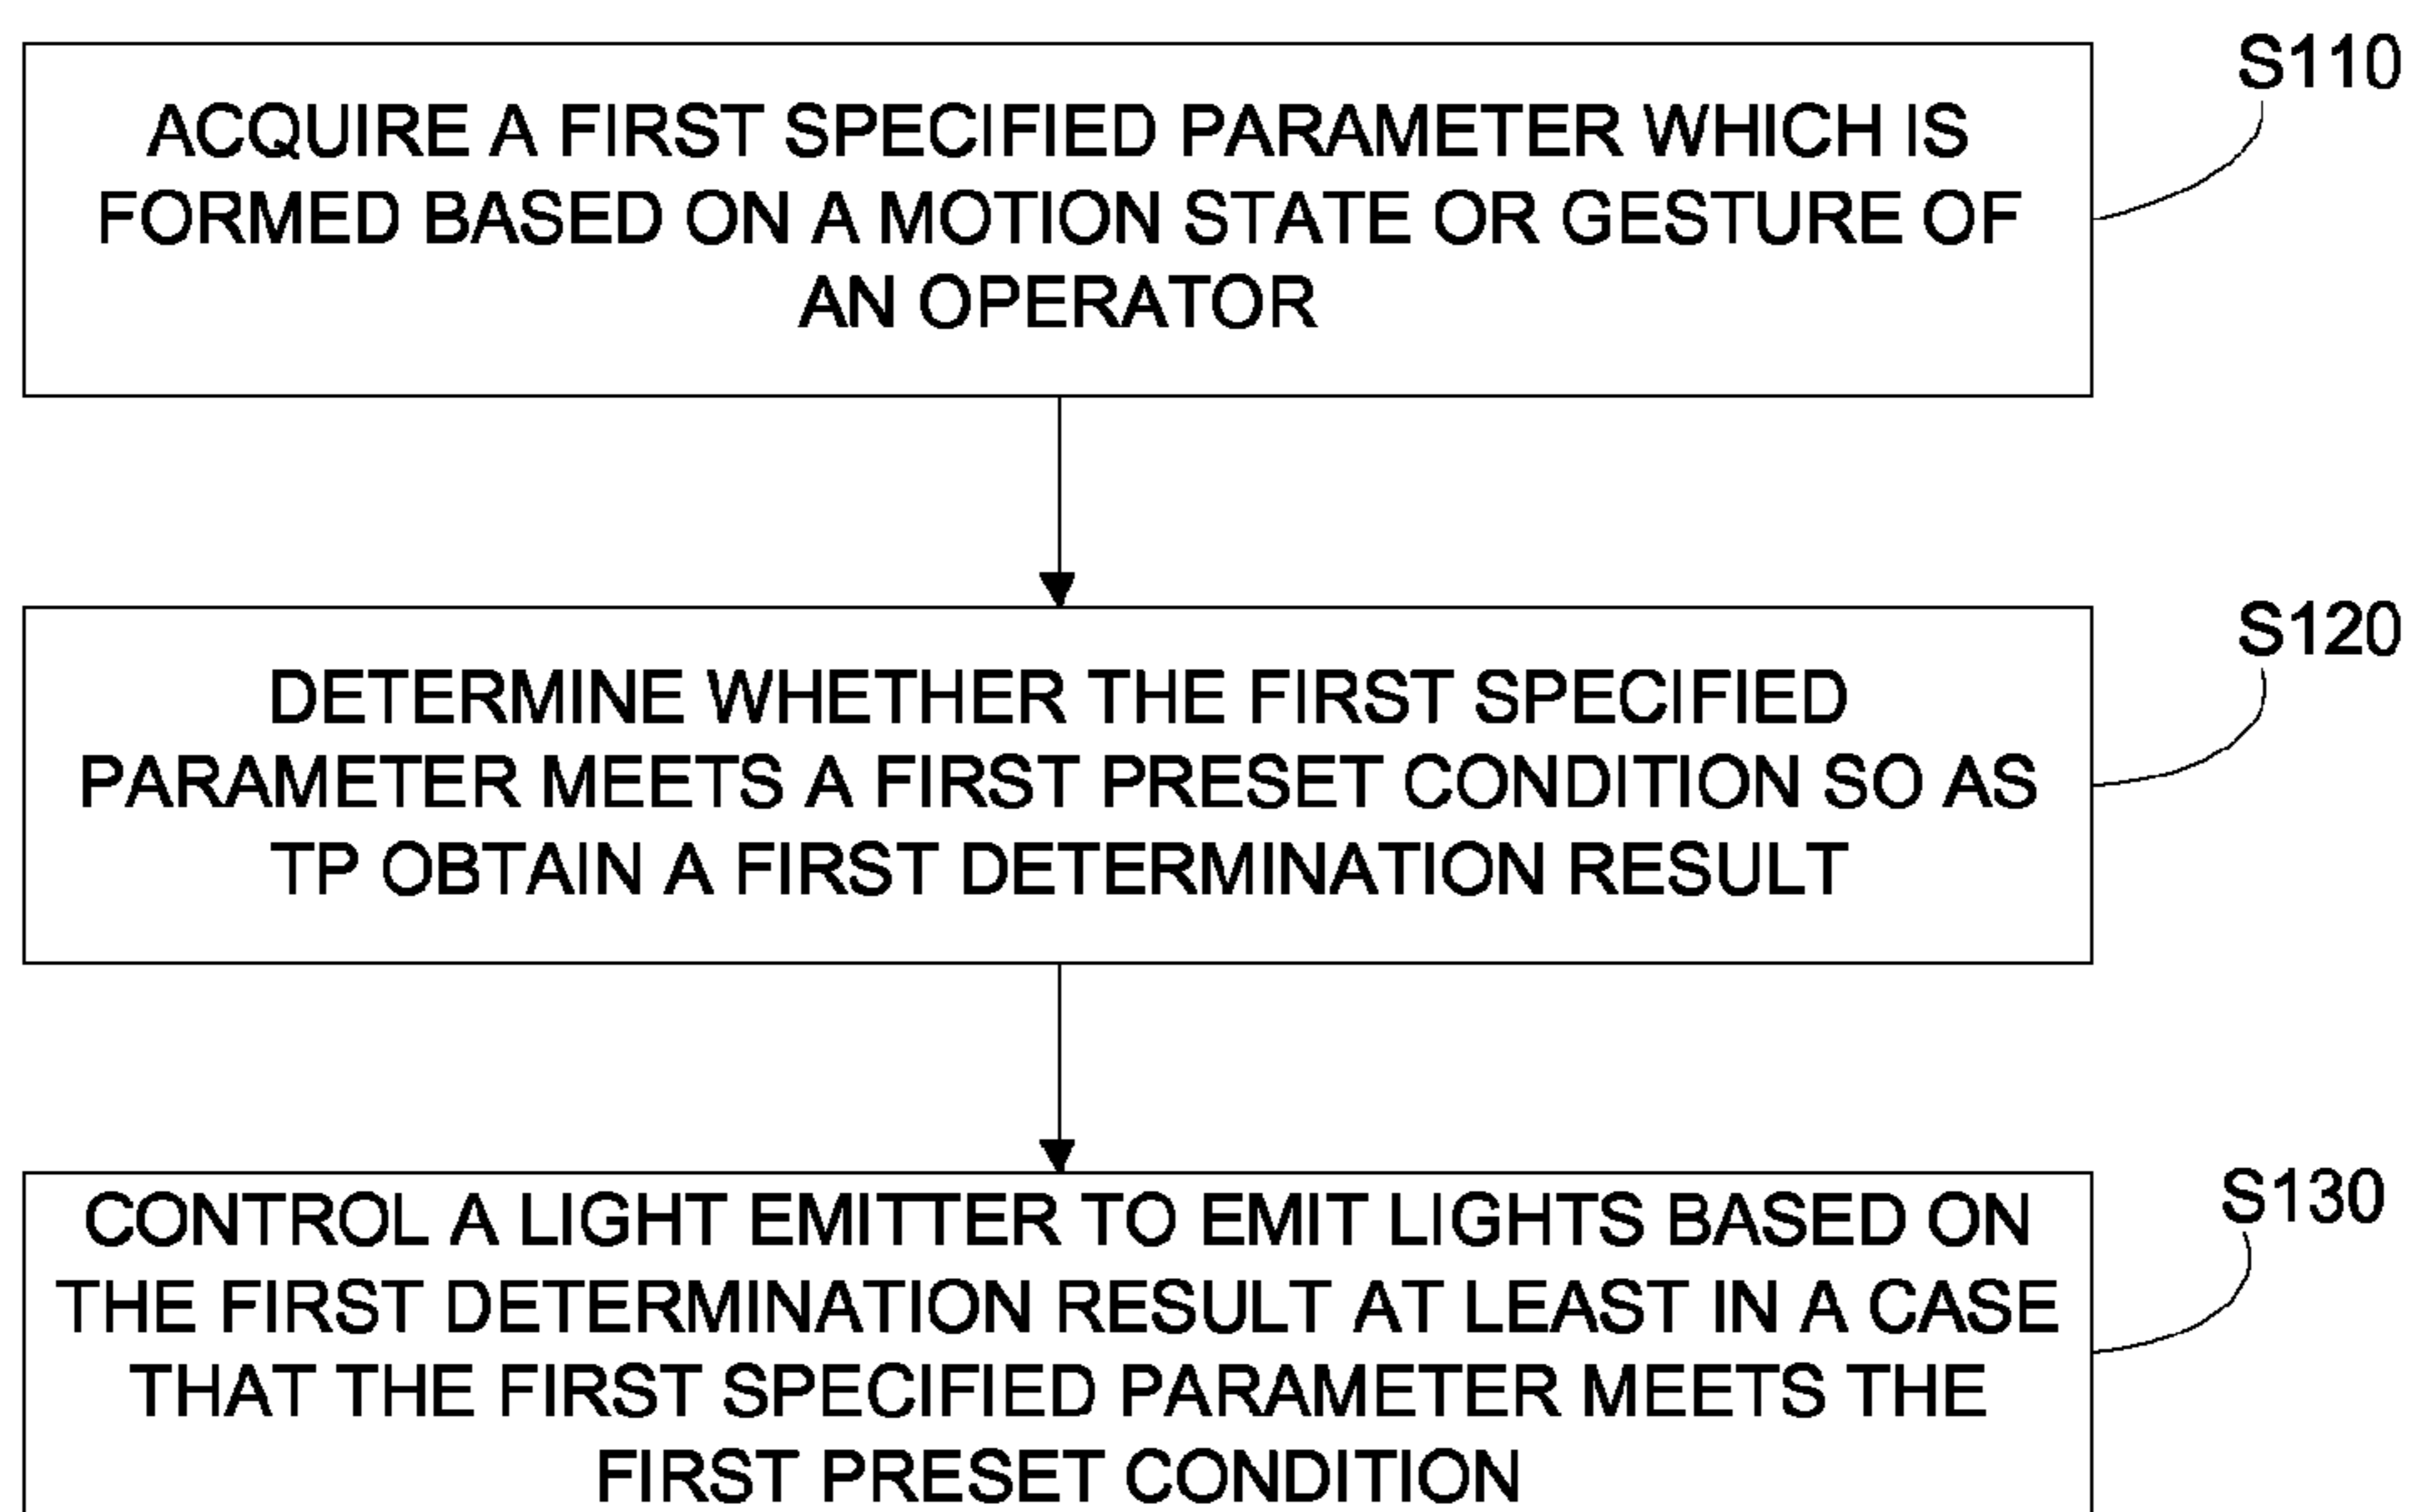 S110
ACQUIRE A FIRST SPECIFIED PARAMETER WHICH IS
FORMED BASED ON A MOTION STATE OR GESTURE OF
AN OPERATOR
S120
DETERMINE WHETHER THE FIRST SPECIFIED
PARAMETER MEETS A FIRST PRESET CONDITION SO AS
TP OBTAIN A FIRST DETERMINATION RESULT
S130
CONTROL A LIGHT EMITTER TO EMIT LIGHTS BASED ON
THE FIRST DETERMINATION RESULT AT LEAST IN A CASE
THAT THE FIRST SPECIFIED PARAMETER MEETS THE
FIRST PRESET CONDITION